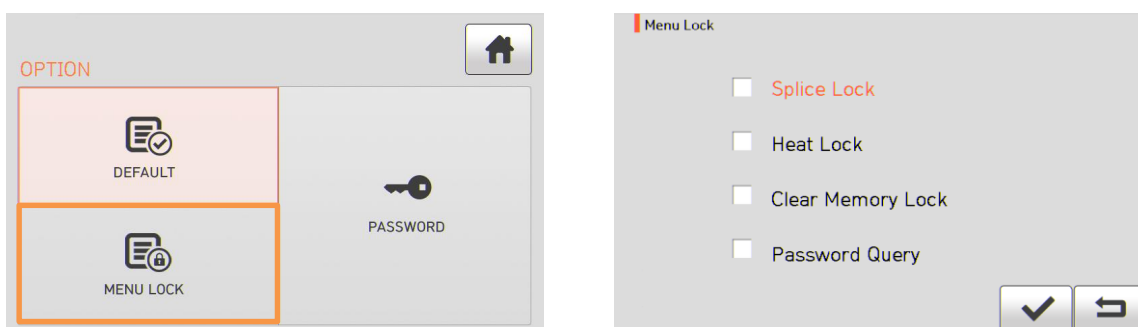 OPTION
DEFAULT
PASSWORD
MENU LOCK
Menu Lock
Splice Lock
Heat Lock
Clear Memory Lock
Password Query